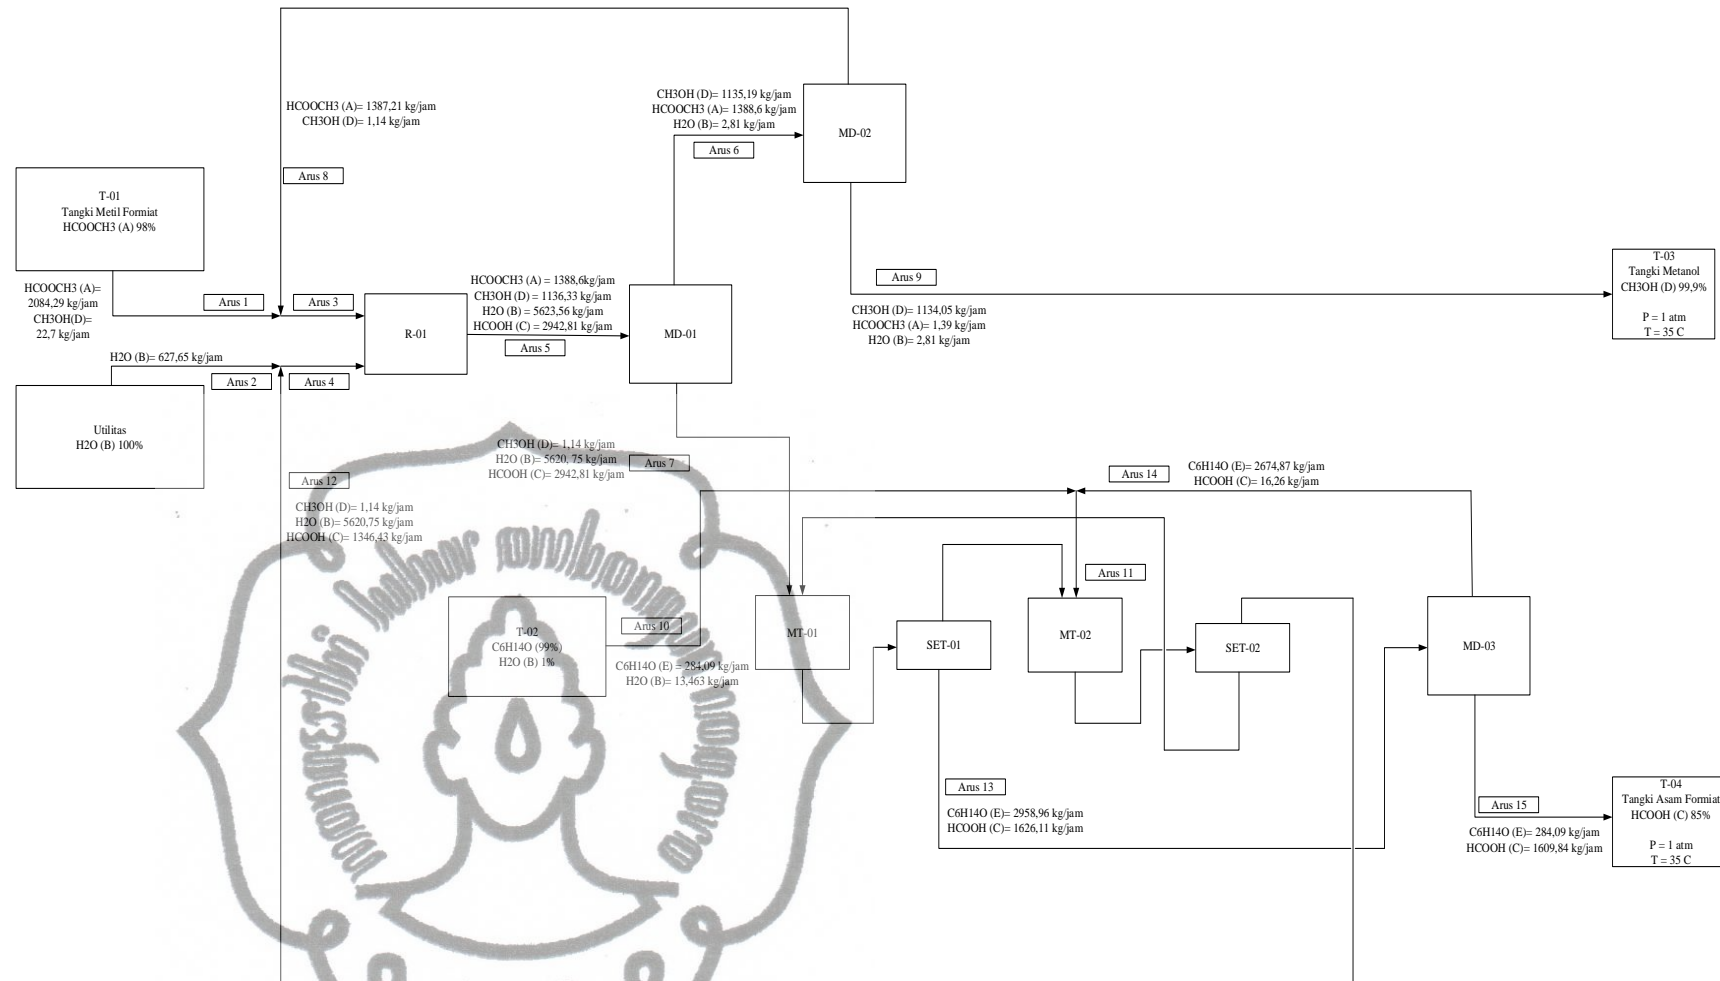 HCOOCH3 (A)= 1387,21 kg/jam
CH3OH (D)= 1,14 kg/jam
Arus 8
CH3OH (D)= 1135,19 kg/jam
HCOOCH3 (A)= 1388,6 kg/jam
H2O (B)= 2,81 kg/jam
Arus 6
MD-02
T-01
Tangki Metil Formiat
HCOOCH3 (A) 98%
HCOOCH3 (A)=
2084,29 kg/jam
CH3OH(D)=
22,7 kg/jam
Arus 1
Arus 3
R-01
HCOOCH3 (A) = 1388,6kg/jam
CH3OH (D)= 1136,33 kg/jam
H2O (B) = 5623,56 kg/jam
HCOOH (C) = 2942,81 kg/jam
Arus 5
MD-01
Arus 9
CH3OH (D)= 1134,05 kg/jam
HCOOCH3 (A)= 1,39 kg/jam
H2O (B)= 2,81 kg/jam
T-03
Tangki Metanol
CH3OH (D) 99,9%
P = 1 atm
T = 35 C
H2O (B)= 627,65 kg/jam
Arus 2
Arus 4
Utilitas
H2O (B) 100%
CH3OH (D)= 1,14 kg/jam
H2O (B)= 5620, 75 kg/jam
HCOOH (C)= 2942,81 kg/jam
Arus 7
Arus 12
CH3OH (D)= 1,14 kg/jam
H2O (B)= 5620,75 kg/jam
HCOOH (C)= 1346,43 kg/jam
Arus 14
C6H14O (E)= 2674,87 kg/jam
HCOOH (C)= 16,26 kg/jam
Arus 11
T-02
C6H14O (99%)
H2O (B) 1%
Arus 10
C6H14O (E) = 284,09 kg/jam
H2O (B)= 13,463 kg/jam
MT-01
SET-01
MT-02
SET-02
MD-03
Arus 13
C6H14O (E)= 2958,96 kg/jam
HCOOH (C)= 1626,11 kg/jam
Arus 15
C6H14O (E)= 284,09 kg/jam
HCOOH (C)= 1609,84 kg/jam
T-04
Tangki Asam Formiat
HCOOH (C) 85%
P = 1 atm
T = 35 C